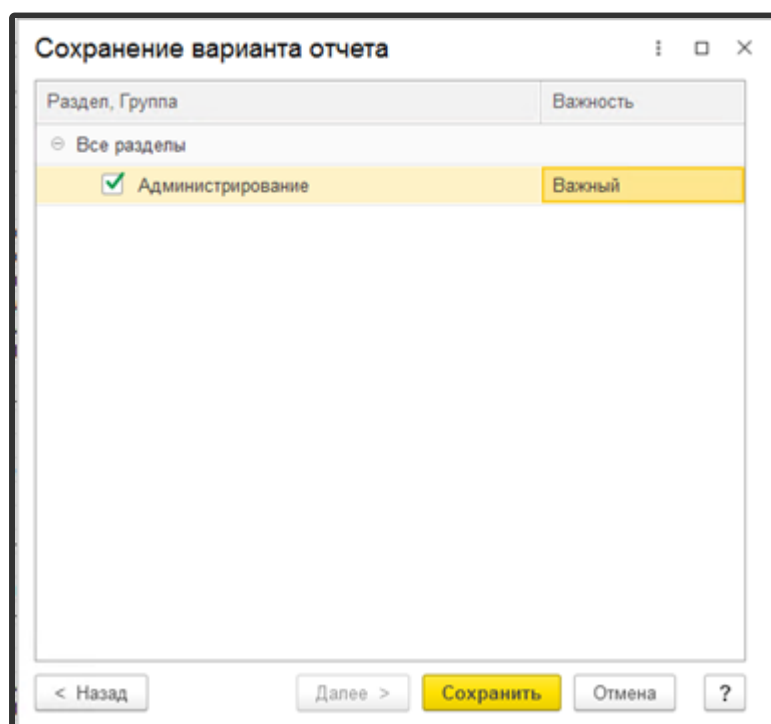 Сохранение варианта отчета
Раздел, Группа Важность
Все разделы
Администрирование Важный
< Назад Далее > Сохранить Отмена ?